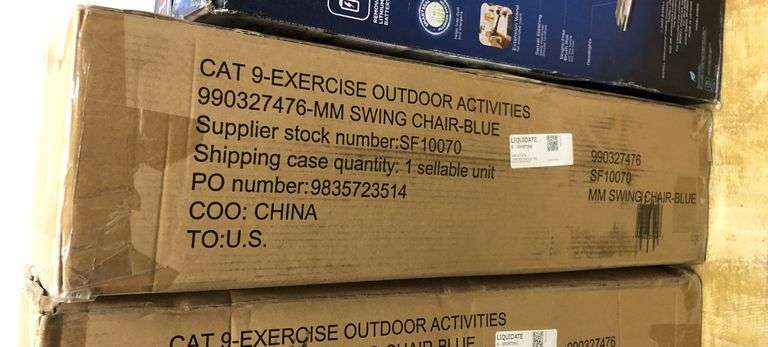 CAT 9-EXERCISE OUTDOOR ACTIVITIES
990327476-MM SWING CHAIR-BLUE
Supplier stock number:SF10070
Shipping case quantity: 1 sellable unit
PO number:9835723514
COO: CHINA
TO:U.S.
LIQUIDATE
990327476
SF10070
MM SWING CHAIR-BLUE
CAT 9-EXERCISE OUTDOOR ACTIVITIES
CHAIR-BLUE
LIQUIDATE
990327476